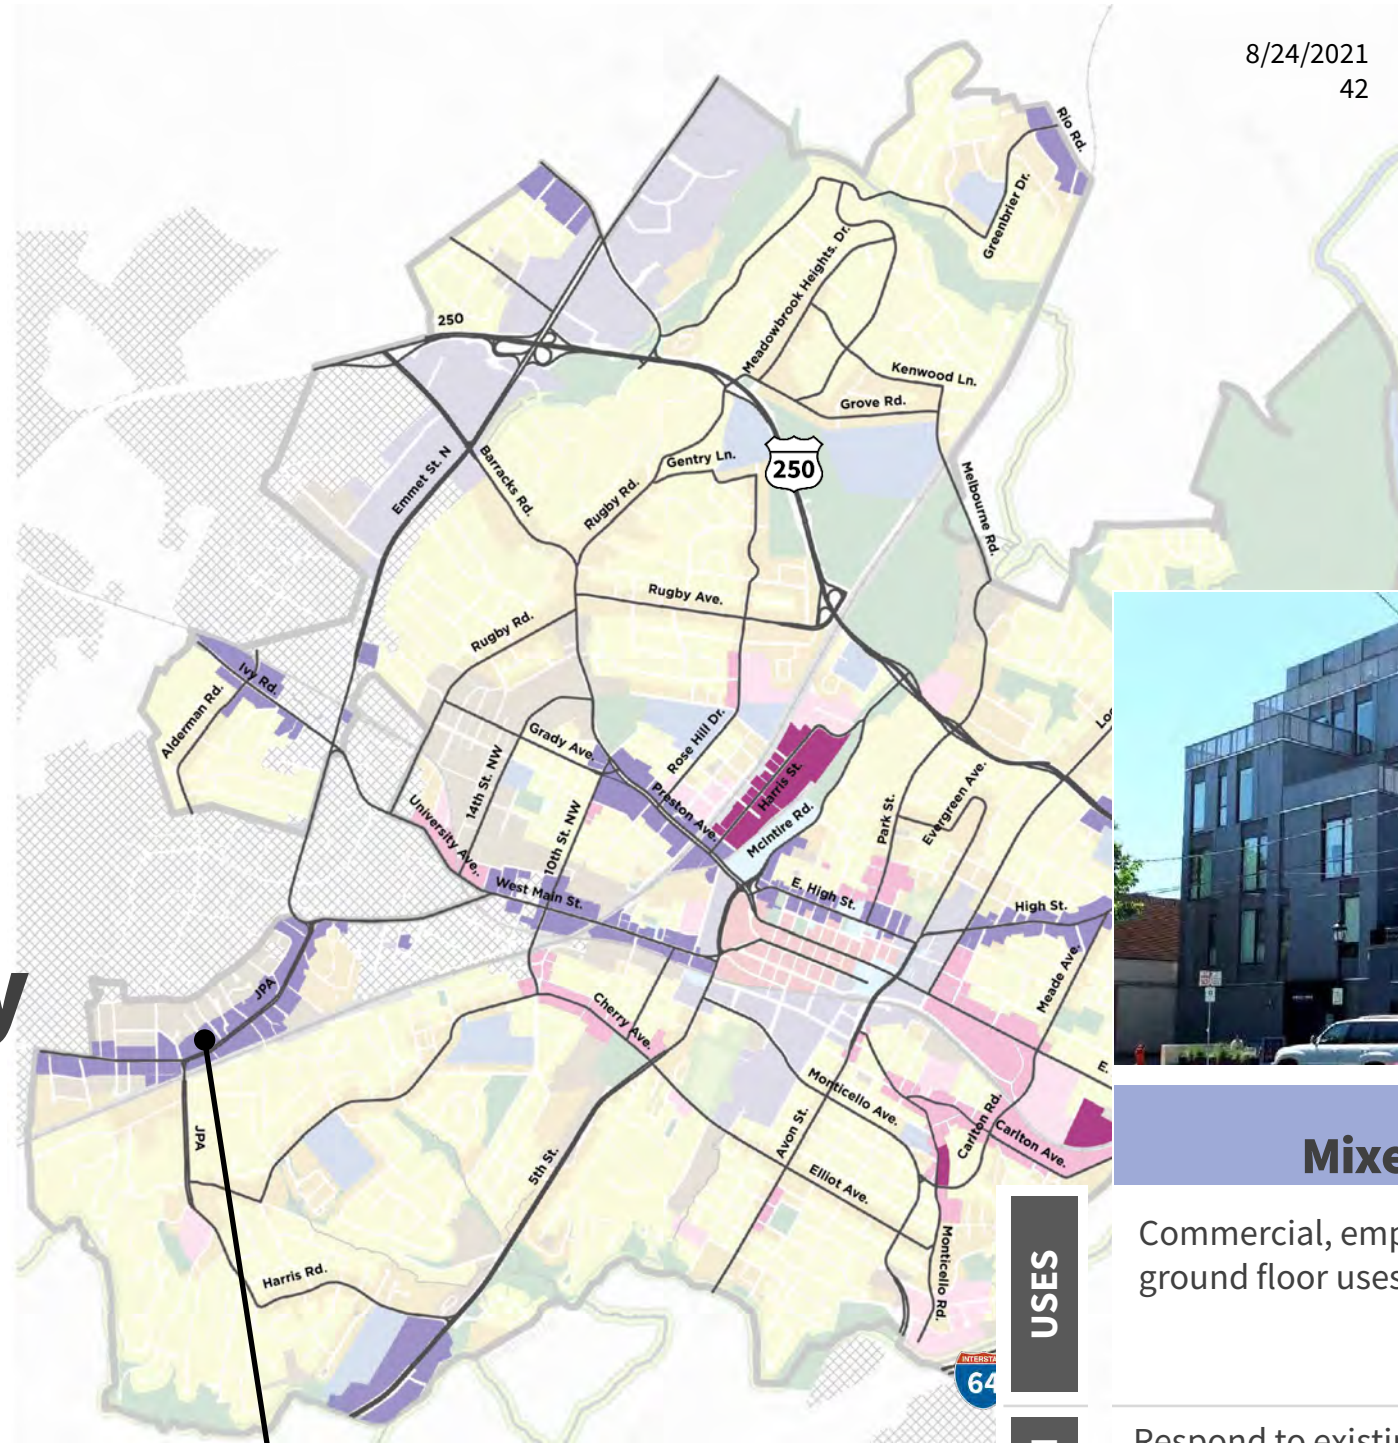 8/24/2021
42
Rio Rd.
Greenbrier Dr.
Meadowbrook Heights. Dr.
250
Kenwood Ln.
Grove Rd.
Emmet St. N
Barracks Rd.
Gentry Ln.
250
Rugby Rd.
Melbourne Rd.
Rugby Ave.
Rugby Rd.
Ivy Rd.
Alderman Rd.
Rose Hill Dr.
Grady Ave.
14th St. NW
Harris St.
Preston Ave.
University Ave.
10th St. NW
McIntire Rd.
Park St.
Evergreen Ave.
West Main St.
E. High St.
High St.
y
JPA
Meade Ave.
Cherry Ave.
E.
Monticello Ave.
Carlton Rd.
Carlton Ave.
JPA
Avon St.
5th St.
Elliot Ave.
Mixe
Monticello Rd.
Harris Rd.
USES
Commercial, emp
ground floor uses
64
Respond to existin